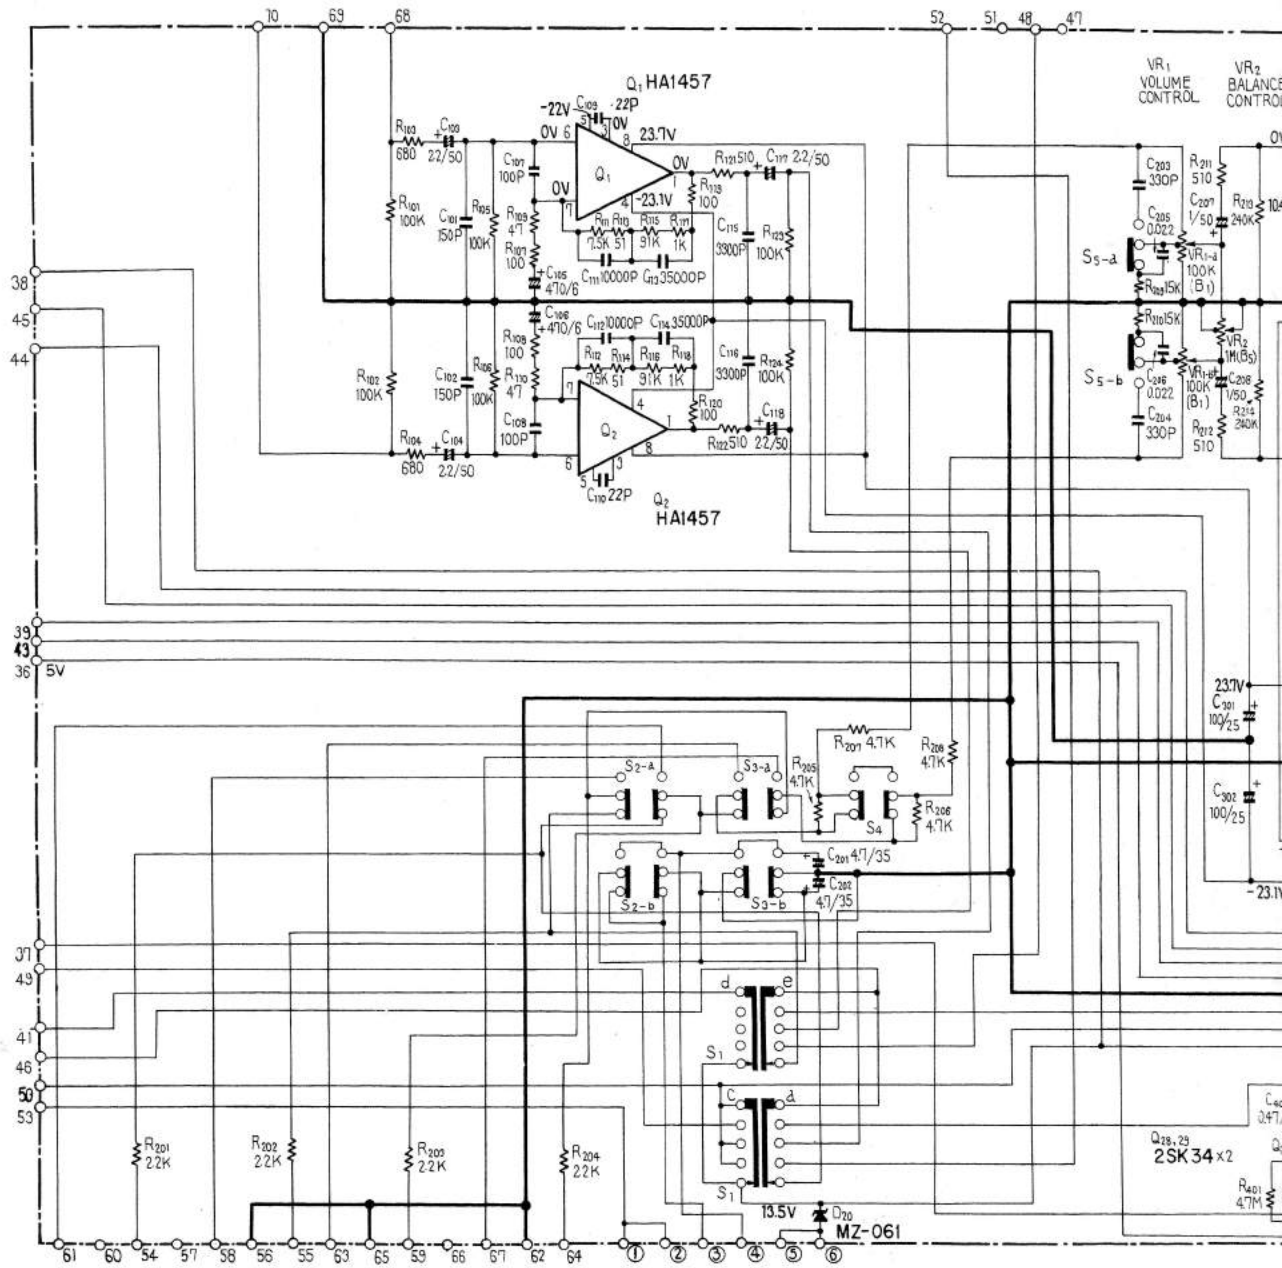 70 69 68 52 51 48 47
Q1 HA1457
VR1
VOLUME
CONTROL
VR2
BALANCE
CONTROL
-22V C109 22P
5 3 0V
0V 6 8 23.7V
R103
680
C103
22/50
C107
100P
Q1
0V
1
0V
7
4
-23.1V
R119
100
R121 510
C117 2.2/50
C203
330P
R211
510
C207
1/50
R213
240K
R101
100K
C101
150P
R105
100K
R109
47
R107
100
R111
7.5K
R113
51
R115
91K
R117
1K
C115
3300P
R123
100K
C111 10000P
C113 35000P
C105
470/6
C205
0.022
S5-a
VR1-a
100K
(B1)
R209 15K
38
45
44
C106
470/6
C112 10000P
C114 35000P
R108
100
R110
47
R112
7.5K
R114
51
R116
91K
R118
1K
C116
3300P
R124
100K
R210 15K
VR2
1M(B5)
S5-b
C206
0.022
VR1-b
100K
(B1)
C208
1/50
R214
240K
C204
330P
R212
510
R102
100K
C102
150P
R106
100K
C108
100P
7
4
Q2
1
8
6
5
3
R120
100
R122 510
C118
22/50
R104
680
C104
22/50
C110 22P
Q2
HA1457
39
43
36 5V
23.7V
C301
100/25
C302
100/25
-23.1V
R207 4.7K
R208
4.7K
R205
4.7K
R206
4.7K
S2-a
S3-a
S4
S2-b
S3-b
C201 4.7/35
C202
4.7/35
37
49
41
46
50
53
d e
S1
c a
S1
R201
2.2K
R202
2.2K
R203
2.2K
R204
22K
Q28,29
2SK34×2
R401
4.7M
13.5V
D20
MZ-061
61 60 54 57 58 56 55 63 65 59 66 67 62 64 ① ② ③ ④ ⑤ ⑥